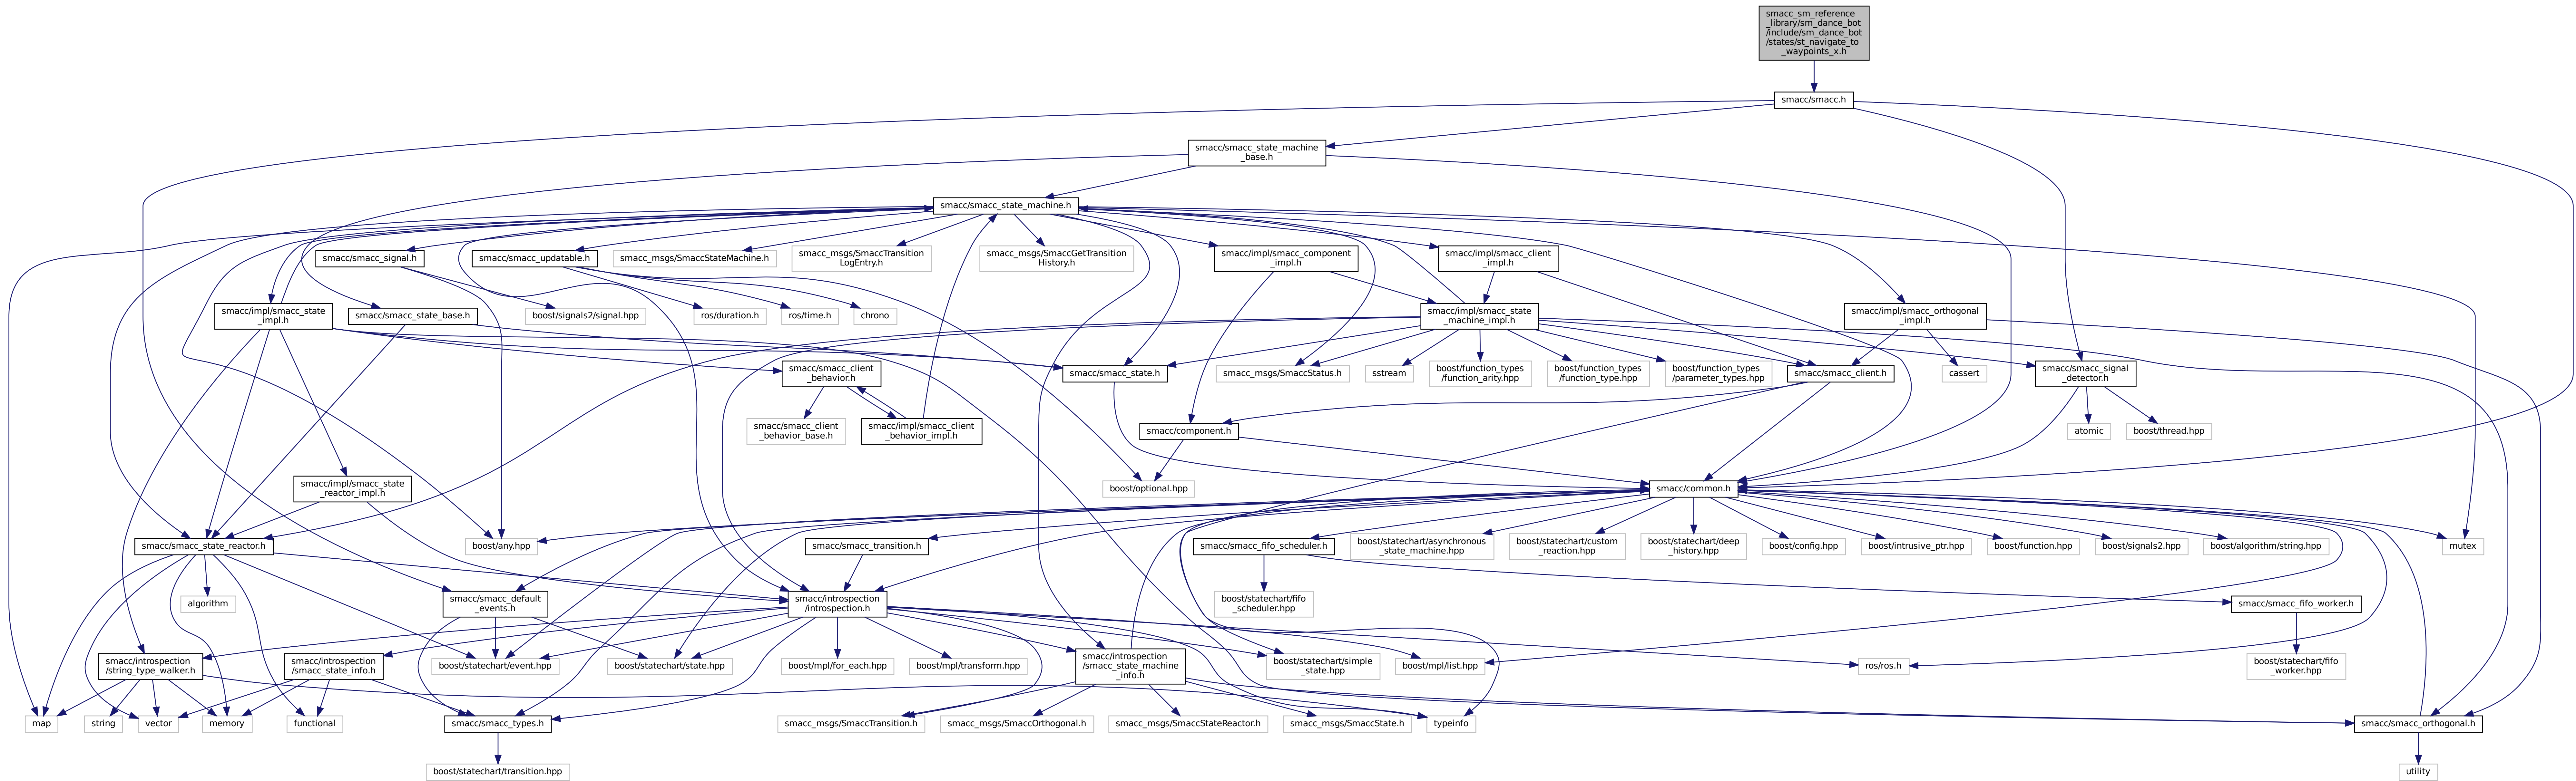 smacc_sm_reference
_library/sm_dance_bot
/include/sm_dance_bot
/states/st_navigate_to
_waypoints_x.h
smacc/smacc.h
smacc/smacc_state_machine
_base.h
smacc/smacc_state_machine.h
smacc/smacc_signal.h
smacc/smacc_updatable.h
smacc_msgs/SmaccStateMachine.h
smacc_msgs/SmaccTransition
LogEntry.h
smacc_msgs/SmaccGetTransition
History.h
smacc/impl/smacc_component
_impl.h
smacc/impl/smacc_client
_impl.h
smacc/impl/smacc_state
_impl.h
smacc/smacc_state_base.h
boost/signals2/signal.hpp
ros/duration.h
ros/time.h
chrono
smacc/impl/smacc_state
_machine_impl.h
smacc/impl/smacc_orthogonal
_impl.h
smacc/smacc_client
_behavior.h
smacc/smacc_state.h
smacc_msgs/SmaccStatus.h
sstream
boost/function_types
/function_arity.hpp
boost/function_types
/function_type.hpp
boost/function_types
/parameter_types.hpp
smacc/smacc_client.h
cassert
smacc/smacc_signal
_detector.h
smacc/smacc_client
_behavior_base.h
smacc/impl/smacc_client
_behavior_impl.h
smacc/component.h
atomic
boost/thread.hpp
smacc/impl/smacc_state
_reactor_impl.h
boost/optional.hpp
smacc/common.h
smacc/smacc_state_reactor.h
boost/any.hpp
smacc/smacc_transition.h
smacc/smacc_fifo_scheduler.h
boost/statechart/asynchronous
_state_machine.hpp
boost/statechart/custom
_reaction.hpp
boost/statechart/deep
_history.hpp
boost/config.hpp
boost/intrusive_ptr.hpp
boost/function.hpp
boost/signals2.hpp
boost/algorithm/string.hpp
mutex
algorithm
smacc/smacc_default
_events.h
smacc/introspection
/introspection.h
boost/statechart/fifo
_scheduler.hpp
smacc/smacc_fifo_worker.h
smacc/introspection
/string_type_walker.h
smacc/introspection
/smacc_state_info.h
boost/statechart/event.hpp
boost/statechart/state.hpp
boost/mpl/for_each.hpp
boost/mpl/transform.hpp
smacc/introspection
/smacc_state_machine
_info.h
boost/statechart/simple
_state.hpp
boost/mpl/list.hpp
ros/ros.h
boost/statechart/fifo
_worker.hpp
map
string
vector
memory
functional
smacc/smacc_types.h
smacc_msgs/SmaccTransition.h
smacc_msgs/SmaccOrthogonal.h
smacc_msgs/SmaccStateReactor.h
smacc_msgs/SmaccState.h
typeinfo
smacc/smacc_orthogonal.h
boost/statechart/transition.hpp
utility